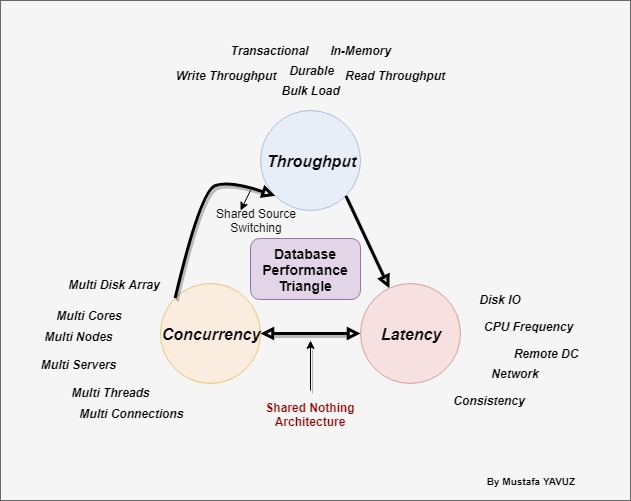 Transactional In-Memory
Write Throughput Durable Read Throughput
Bulk Load
Throughput
Shared Source
Switching
Database
Performance
Triangle
Multi Disk Array
Multi Cores
Multi Nodes
Multi Servers
Multi Threads
Multi Connections
Concurrency
Latency
Disk IO
CPU Frequency
Remote DC
Network
Consistency
Shared Nothing
Architecture
By Mustafa YAVUZ